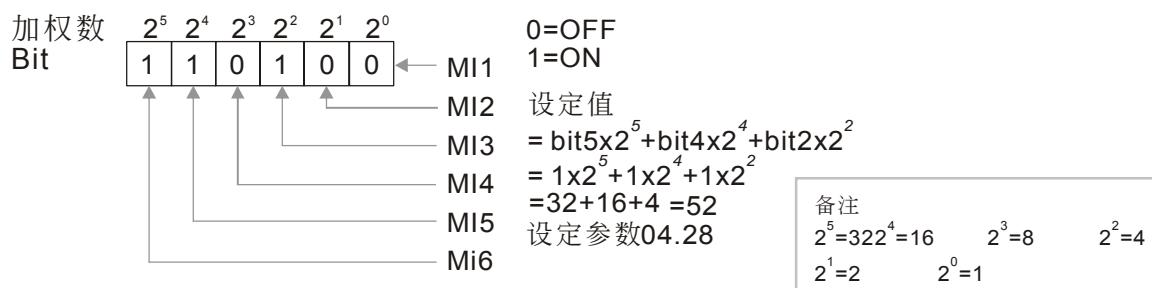 加权数 2⁵ 2⁴ 2³ 2² 2¹ 2⁰
Bit 1 1 0 1 0 0
MI1
MI2
MI3
MI4
MI5
Mi6
0=OFF
1=ON
设定值
= bit5x2⁵+bit4x2⁴+bit2x2²
= 1x2⁵+1x2⁴+1x2²
=32+16+4 =52
设定参数04.28
备注
2⁵=322⁴=16 2³=8 2²=4
2¹=2 2⁰=1